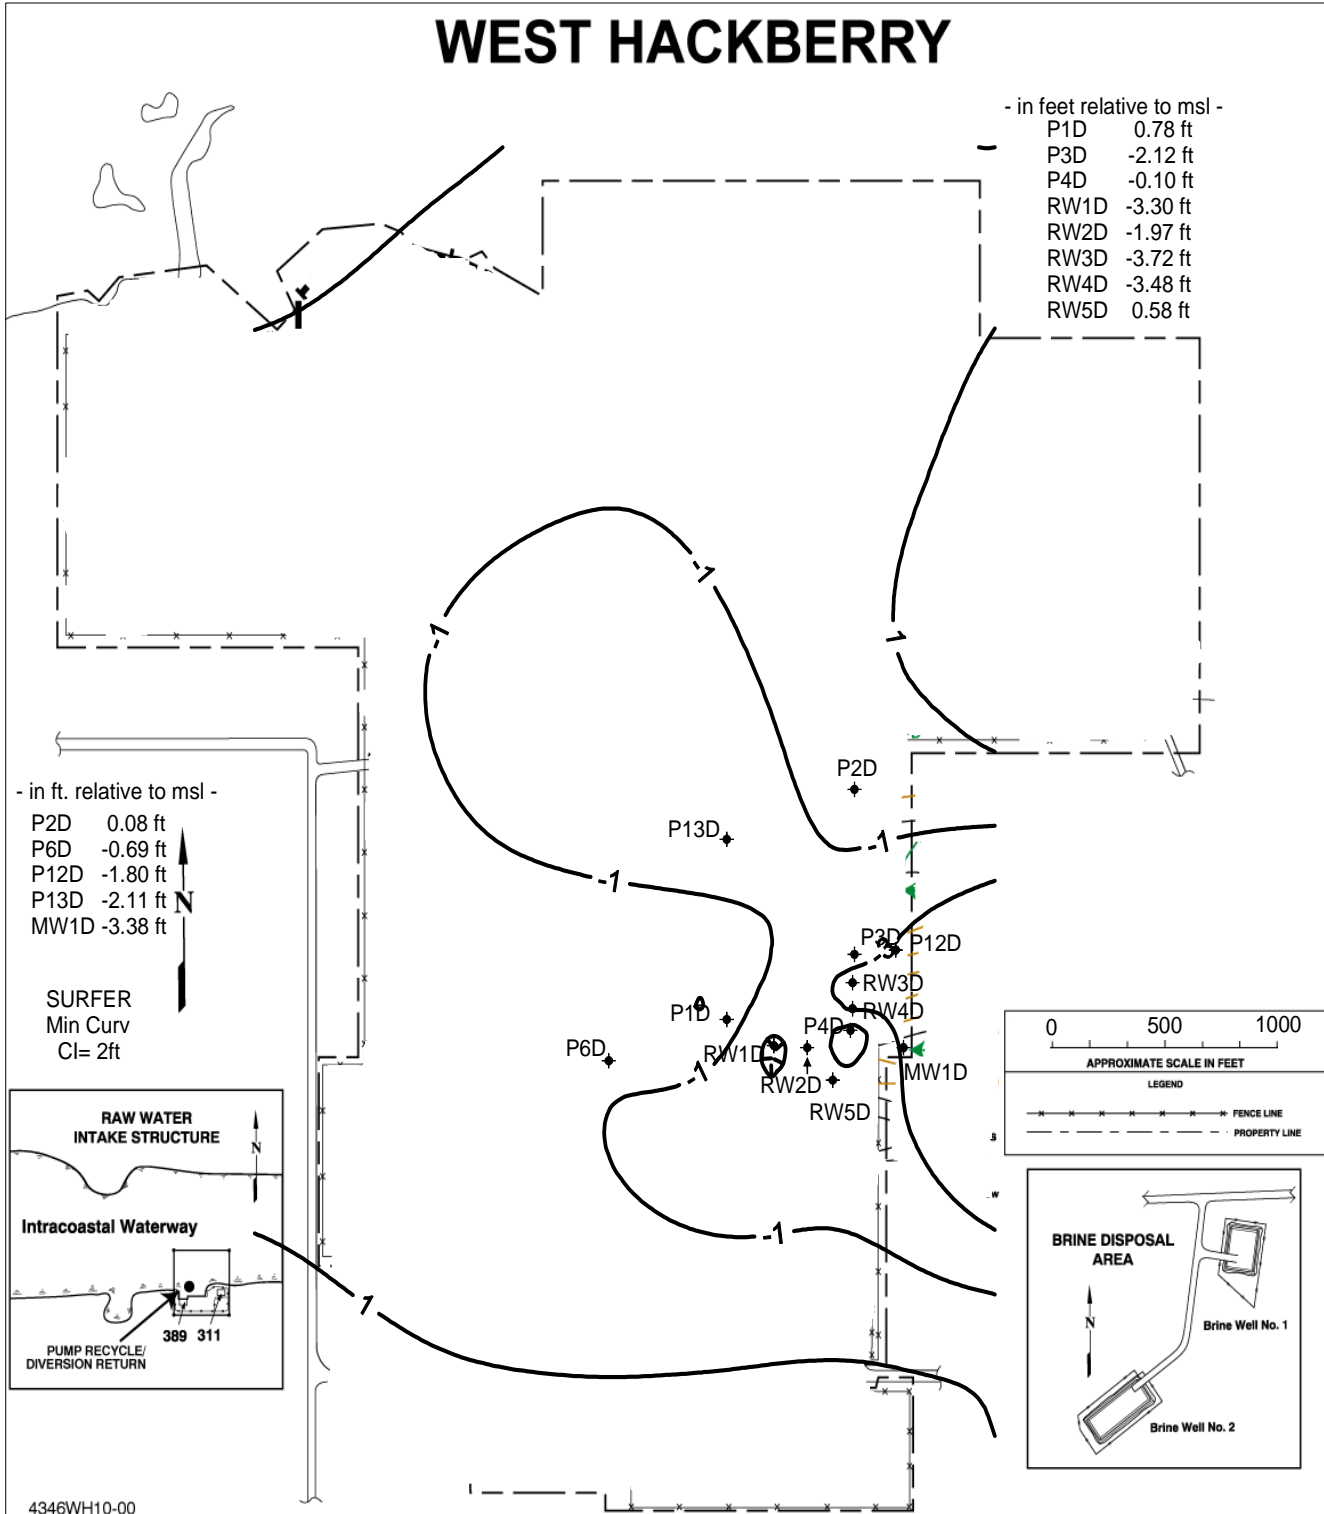 WEST HACKBERRY
- in feet relative to msl -
P1D 0.78 ft
P3D -2.12 ft
P4D -0.10 ft
RW1D -3.30 ft
RW2D -1.97 ft
RW3D -3.72 ft
RW4D -3.48 ft
RW5D 0.58 ft
-1
-1
1
P2D
- in ft. relative to msl -
P2D 0.08 ft
P6D -0.69 ft
P12D -1.80 ft
P13D -2.11 ft
MW1D -3.38 ft
N
P13D
-1
-1
P3D
-3
P12D
RW3D
SURFER
Min Curv
CI= 2ft
P1D
P4D
RW4D
P6D
RW1D
-1
RW2D
MW1D
RW5D
0 500 1000
APPROXIMATE SCALE IN FEET
LEGEND
FENCE LINE
PROPERTY LINE
RAW WATER
INTAKE STRUCTURE
N
Intracoastal Waterway
389 311
PUMP RECYCLE/
DIVERSION RETURN
-1
1
BRINE DISPOSAL
AREA
N
Brine Well No. 1
Brine Well No. 2
4346WH10-00